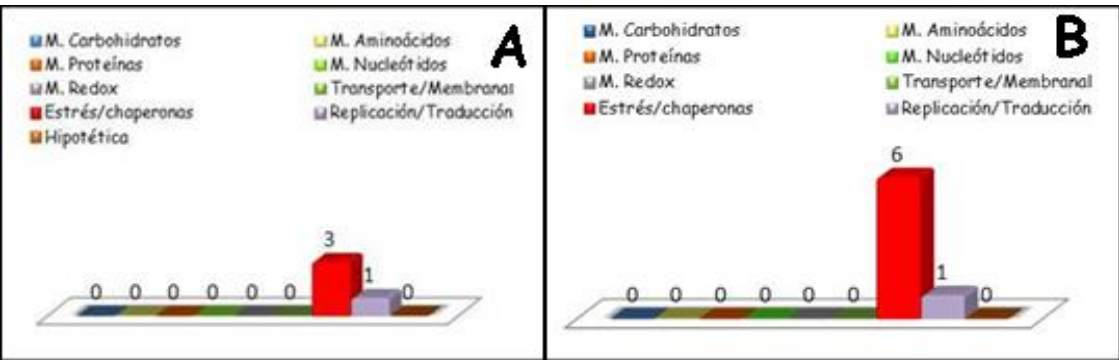 M. Carbohidratos M. Aminoácidos
M. Proteínas M. Nucleótidos
M. Redox Transporte/Membranal
Estrés/chaperonas Replicación/Traducción
Hipotética
A
3
1
0 0 0 0 0 0 0
M. Carbohidratos M. Aminoácidos
M. Proteínas M. Nucleótidos
M. Redox Transporte/Membranal
Estrés/chaperonas Replicación/Traducción
B
6
1
0 0 0 0 0 0 0